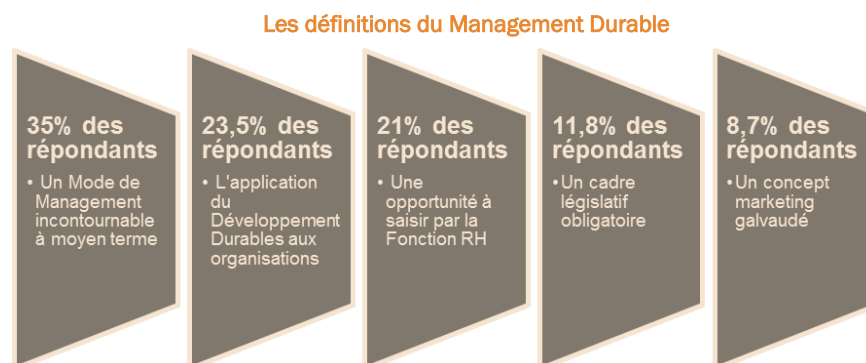 Les définitions du Management Durable
35% des
répondants
• Un Mode de
Management
incontournable
à moyen terme
23,5% des
répondants
• L'application
du
Développement
Durables aux
organisations
21% des
répondants
• Une
opportunité à
saisir par la
Fonction RH
11,8% des
répondants
•Un cadre
législatif
obligatoire
8,7% des
répondants
•Un concept
marketing
galvaudé